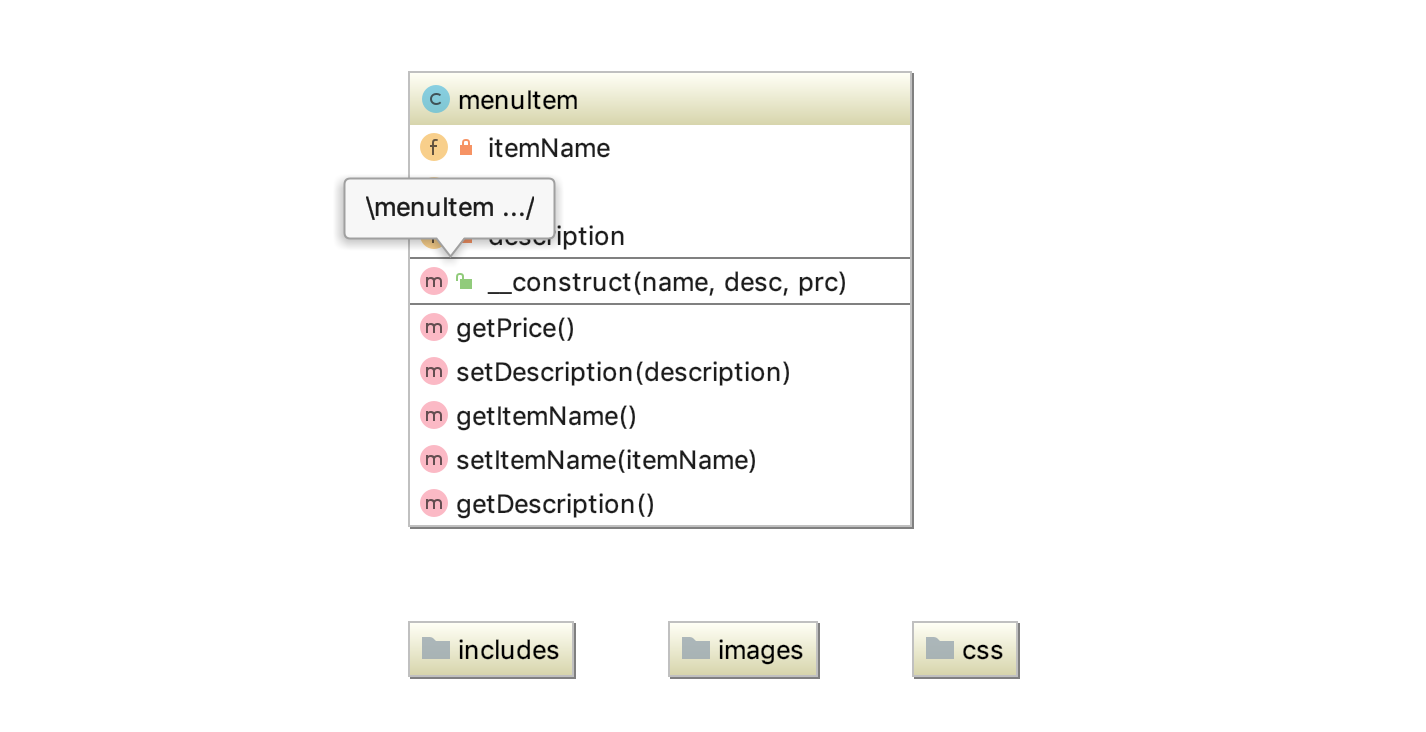 C menuItem
f itemName
\menuItem .../
description
m __construct(name, desc, prc)
m getPrice()
m setDescription(description)
m getItemName()
m setItemName(itemName)
m getDescription()
includes
images
css